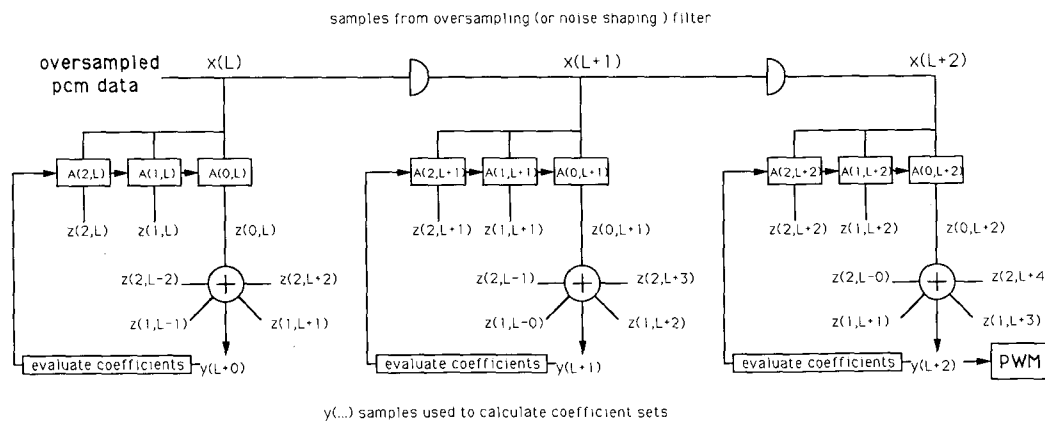 samples from oversampling (or noise shaping) filter
oversampled pcm data
x(L) x(L+1) x(L+2)
A(2,L) A(1,L) A(0,L) A(2,L+1) A(1,L+1) A(0,L+1) A(2,L+2) A(1,L+2) A(0,L+2)
z(2,L) z(1,L) z(0,L) z(2,L+1) z(1,L+1) z(0,L+1) z(2,L+2) z(1,L+2) z(0,L+2)
z(2,L-2) + z(2,L+2) z(2,L-1) + z(2,L+3) z(2,L-0) + z(2,L+4)
z(1,L-1) z(1,L+1) z(1,L-0) z(1,L+2) z(1,L+1) z(1,L+3)
evaluate coefficients y(L+0) evaluate coefficients y(L+1) evaluate coefficients y(L+2) PWM
y(...) samples used to calculate coefficient sets